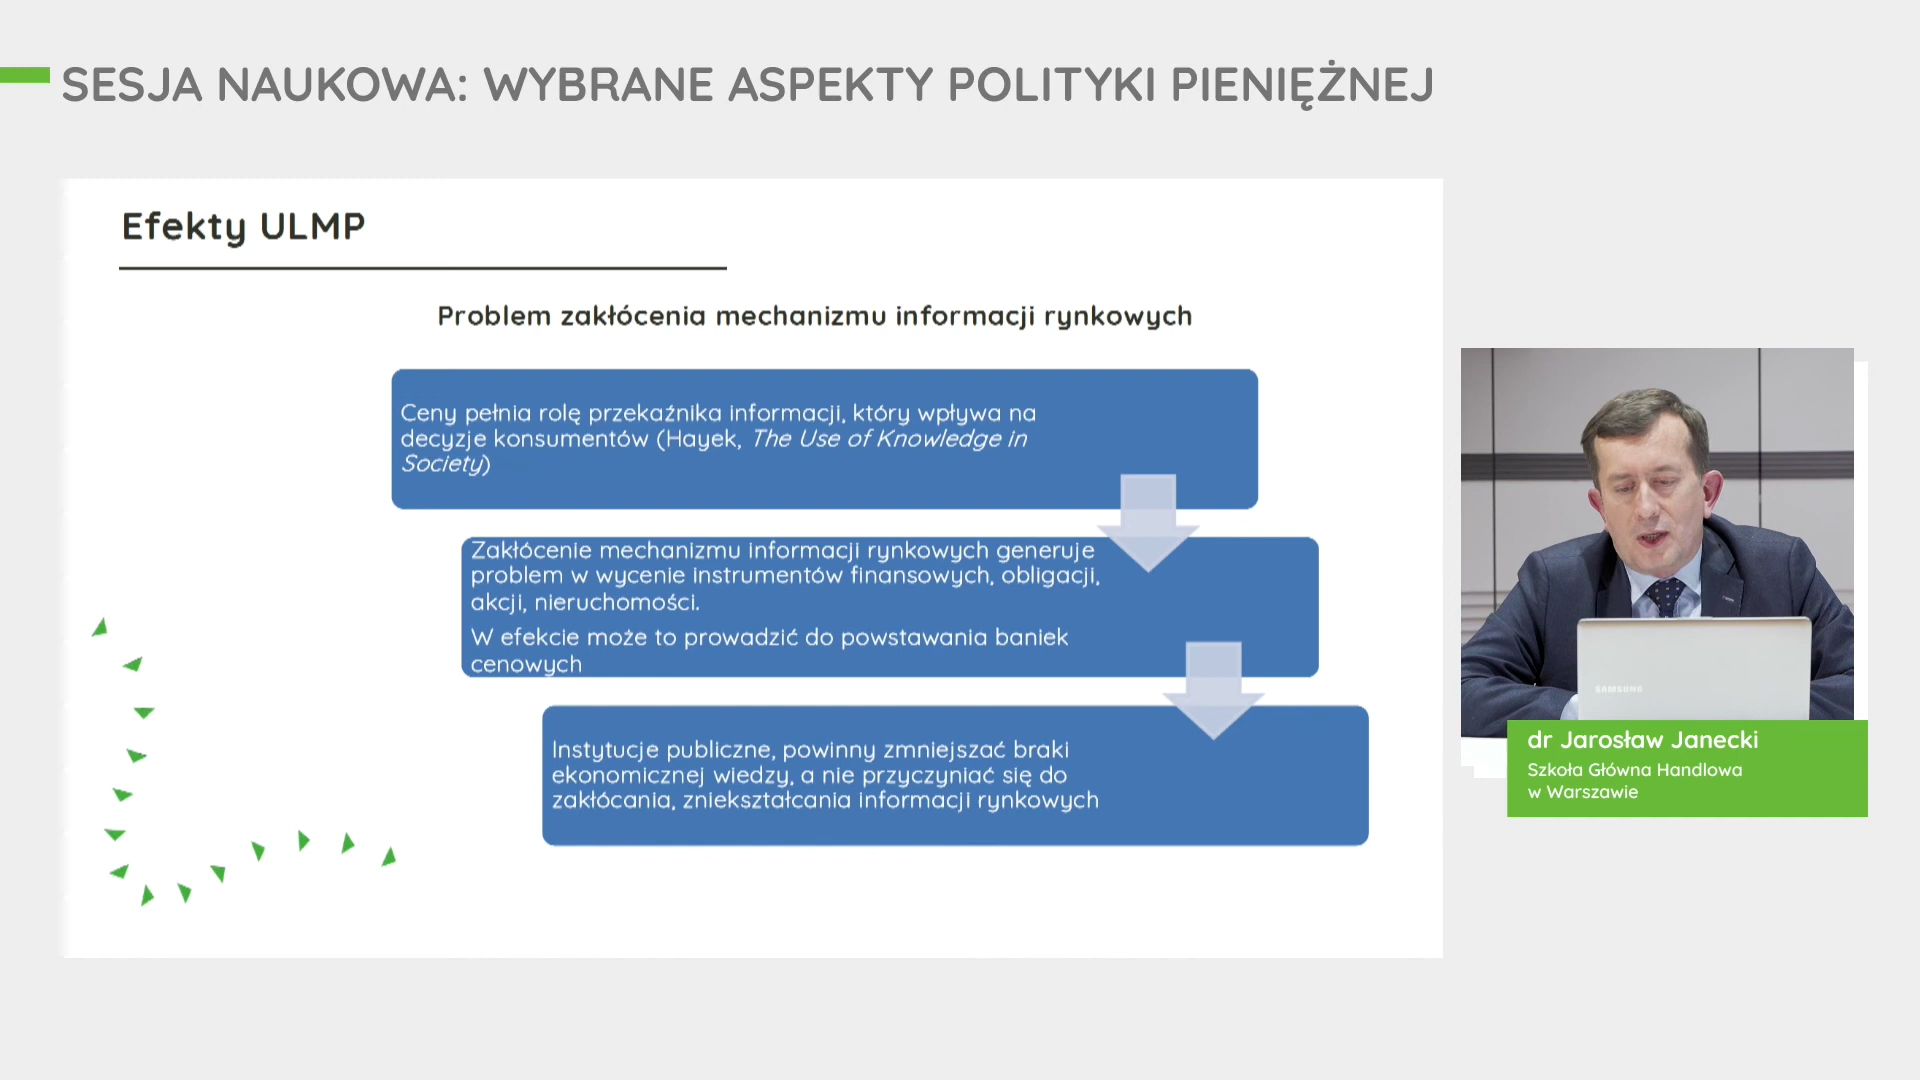 SESJA NAUKOWA: WYBRANE ASPEKTY POLITYKI PIENIĘŻNEJ
Efekty ULMP
Problem zakłócenia mechanizmu informacji rynkowych
Ceny pełnia rolę przekaźnika informacji, który wpływa na
decyzje konsumentów (Hayek, The Use of Knowledge in
Society)
Zakłócenie mechanizmu informacji rynkowych generuje
problem w wycenie instrumentów finansowych, obligacji,
akcji, nieruchomości.
W efekcie może to prowadzić do powstawania baniek
cenowych
Instytucje publiczne, powinny zmniejszać braki
ekonomicznej wiedzy, a nie przyczyniać się do
zakłócania, zniekształcania informacji rynkowych
SAMSUNG
dr Jarosław Janecki
Szkoła Główna Handlowa
w Warszawie